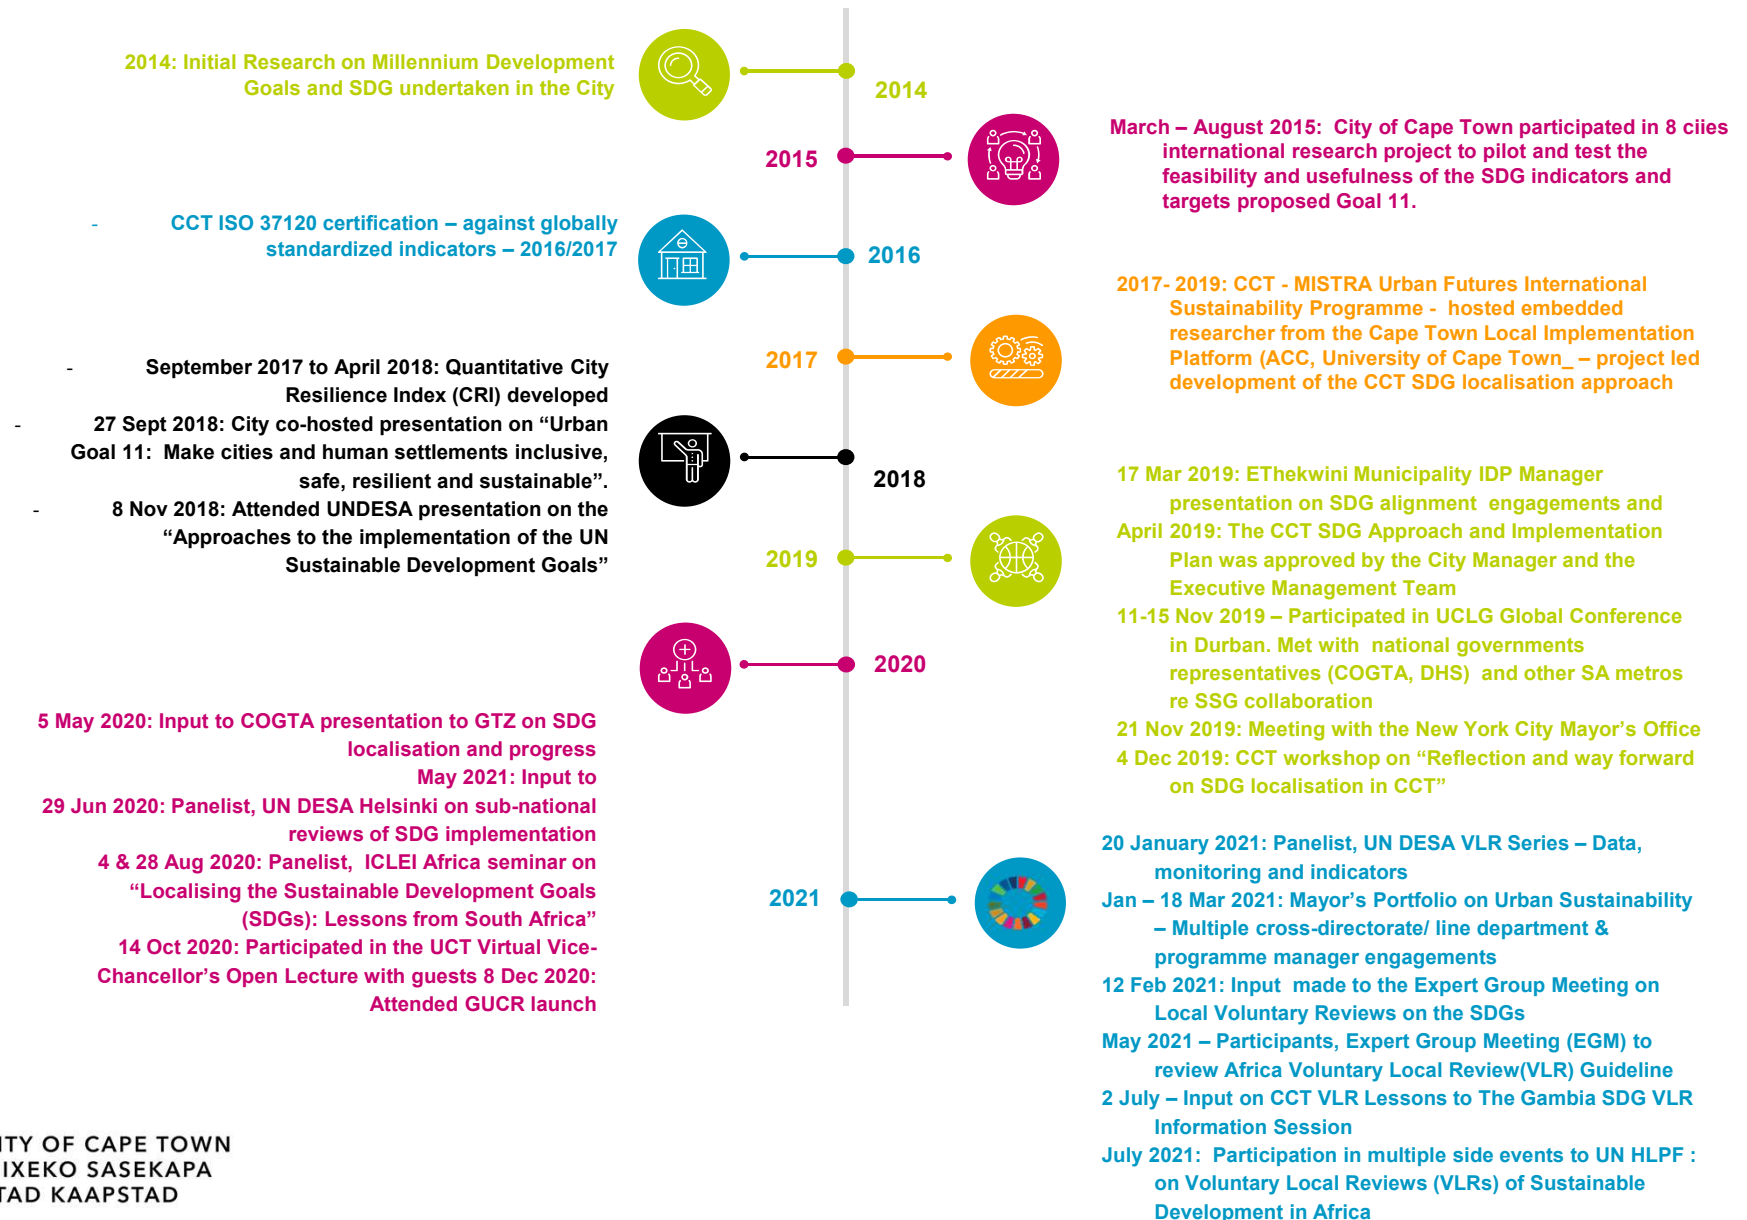 2014: Initial Research on Millennium Development
Goals and SDG undertaken in the City
2014
2015
March – August 2015: City of Cape Town participated in 8 ciies
international research project to pilot and test the
feasibility and usefulness of the SDG indicators and
targets proposed Goal 11.
- CCT ISO 37120 certification – against globally
standardized indicators – 2016/2017
2016
2017- 2019: CCT - MISTRA Urban Futures International
Sustainability Programme - hosted embedded
researcher from the Cape Town Local Implementation
Platform (ACC, University of Cape Town_ – project led
development of the CCT SDG localisation approach
2017
- September 2017 to April 2018: Quantitative City
Resilience Index (CRI) developed
- 27 Sept 2018: City co-hosted presentation on “Urban
Goal 11: Make cities and human settlements inclusive,
safe, resilient and sustainable”.
- 8 Nov 2018: Attended UNDESA presentation on the
“Approaches to the implementation of the UN
Sustainable Development Goals”
2018
2019
17 Mar 2019: EThekwini Municipality IDP Manager
presentation on SDG alignment engagements and
April 2019: The CCT SDG Approach and Implementation
Plan was approved by the City Manager and the
Executive Management Team
11-15 Nov 2019 – Participated in UCLG Global Conference
in Durban. Met with national governments
representatives (COGTA, DHS) and other SA metros
re SSG collaboration
21 Nov 2019: Meeting with the New York City Mayor’s Office
4 Dec 2019: CCT workshop on “Reflection and way forward
on SDG localisation in CCT”
2020
5 May 2020: Input to COGTA presentation to GTZ on SDG
localisation and progress
May 2021: Input to
29 Jun 2020: Panelist, UN DESA Helsinki on sub-national
reviews of SDG implementation
4 & 28 Aug 2020: Panelist, ICLEI Africa seminar on
“Localising the Sustainable Development Goals
(SDGs): Lessons from South Africa”
14 Oct 2020: Participated in the UCT Virtual Vice-
Chancellor’s Open Lecture with guests 8 Dec 2020:
Attended GUCR launch
2021
20 January 2021: Panelist, UN DESA VLR Series – Data,
monitoring and indicators
Jan – 18 Mar 2021: Mayor’s Portfolio on Urban Sustainability
– Multiple cross-directorate/ line department &
programme manager engagements
12 Feb 2021: Input made to the Expert Group Meeting on
Local Voluntary Reviews on the SDGs
May 2021 – Participants, Expert Group Meeting (EGM) to
review Africa Voluntary Local Review(VLR) Guideline
2 July – Input on CCT VLR Lessons to The Gambia SDG VLR
Information Session
July 2021: Participation in multiple side events to UN HLPF :
on Voluntary Local Reviews (VLRs) of Sustainable
Development in Africa
ITY OF CAPE TOWN
IXEKO SASEKAPA
TAD KAAPSTAD